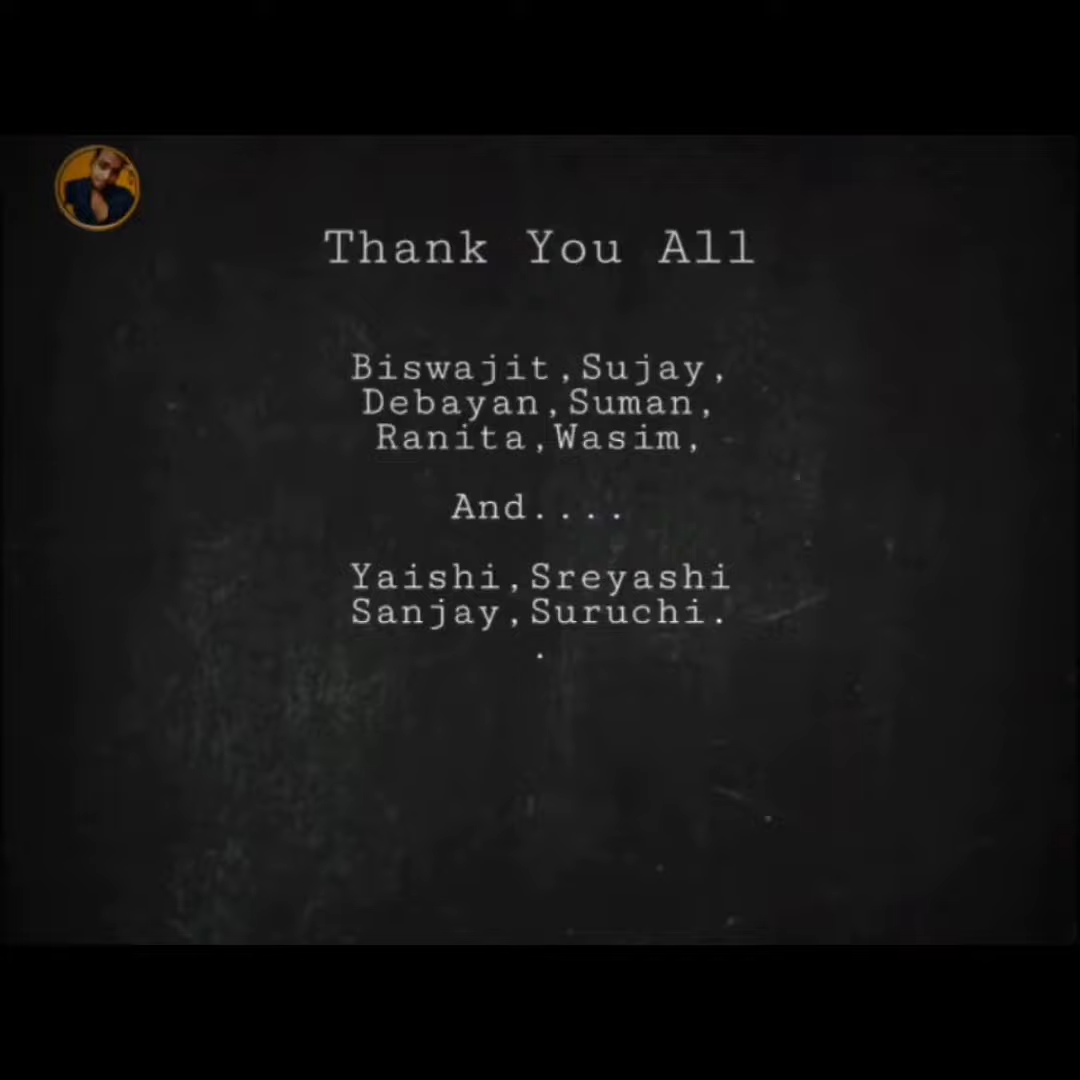 Thank You All
Biswajit,Sujay,
Debayan,Suman,
Ranita,Wasim,
And....
Yaishi,Sreyashi
Sanjay,Suruchi.
.